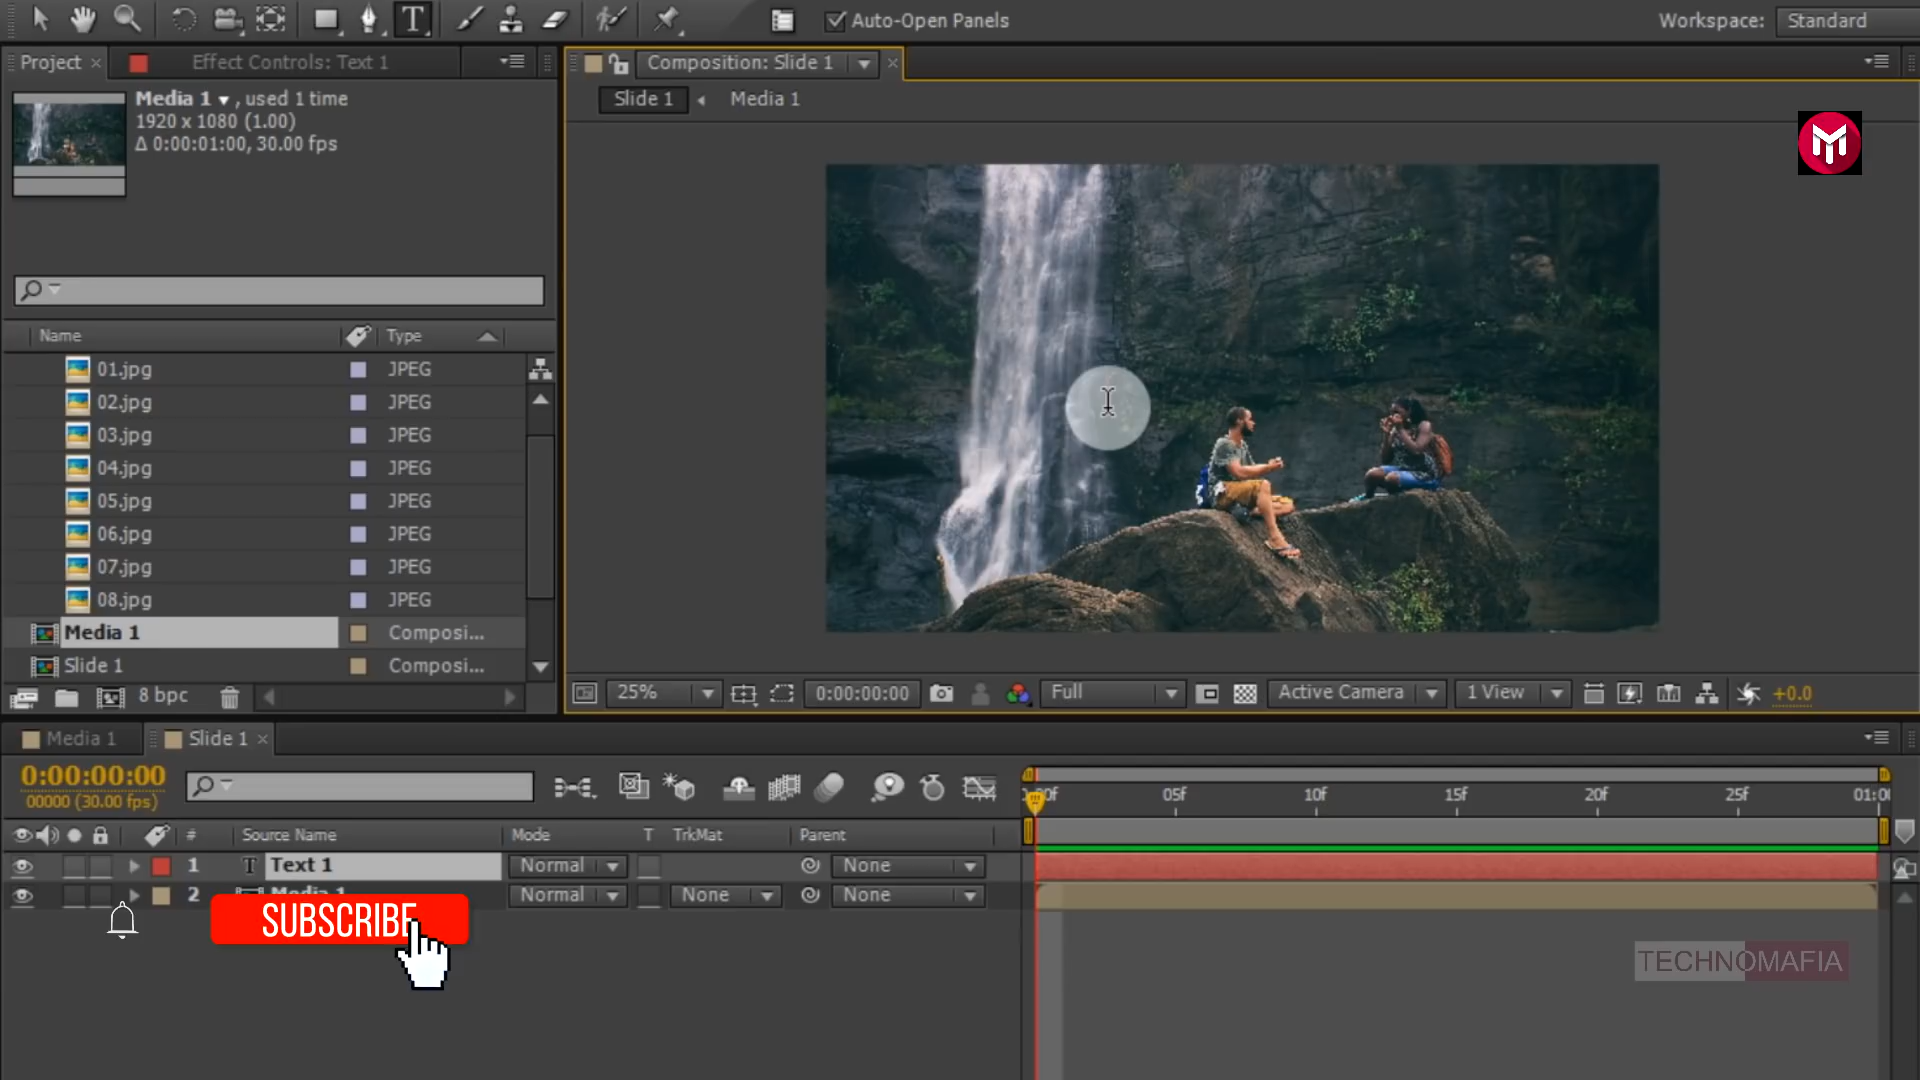 Auto-Open Panels
Workspace: Standard
Project
Effect Controls: Text 1
Composition: Slide 1
Media 1 , used 1 time
1920 x 1080 (1.00)
Δ 0:00:01:00, 30.00 fps
Slide 1
Media 1
Name Type
01.jpg JPEG
02.jpg JPEG
03.jpg JPEG
04.jpg JPEG
05.jpg JPEG
06.jpg JPEG
07.jpg JPEG
08.jpg JPEG
Media 1 Composi...
Slide 1 Composi...
8 bpc
25% 0:00:00:00 Full Active Camera 1 View +0.0
Media 1 Slide 1
0:00:00:00
00000 (30.00 fps)
05f 10f 15f 20f 25f
# Source Name Mode T TrkMat Parent
1 T Text 1 Normal None
2 Media 1 Normal None None
SUBSCRIBE
TECHNOMAFIA